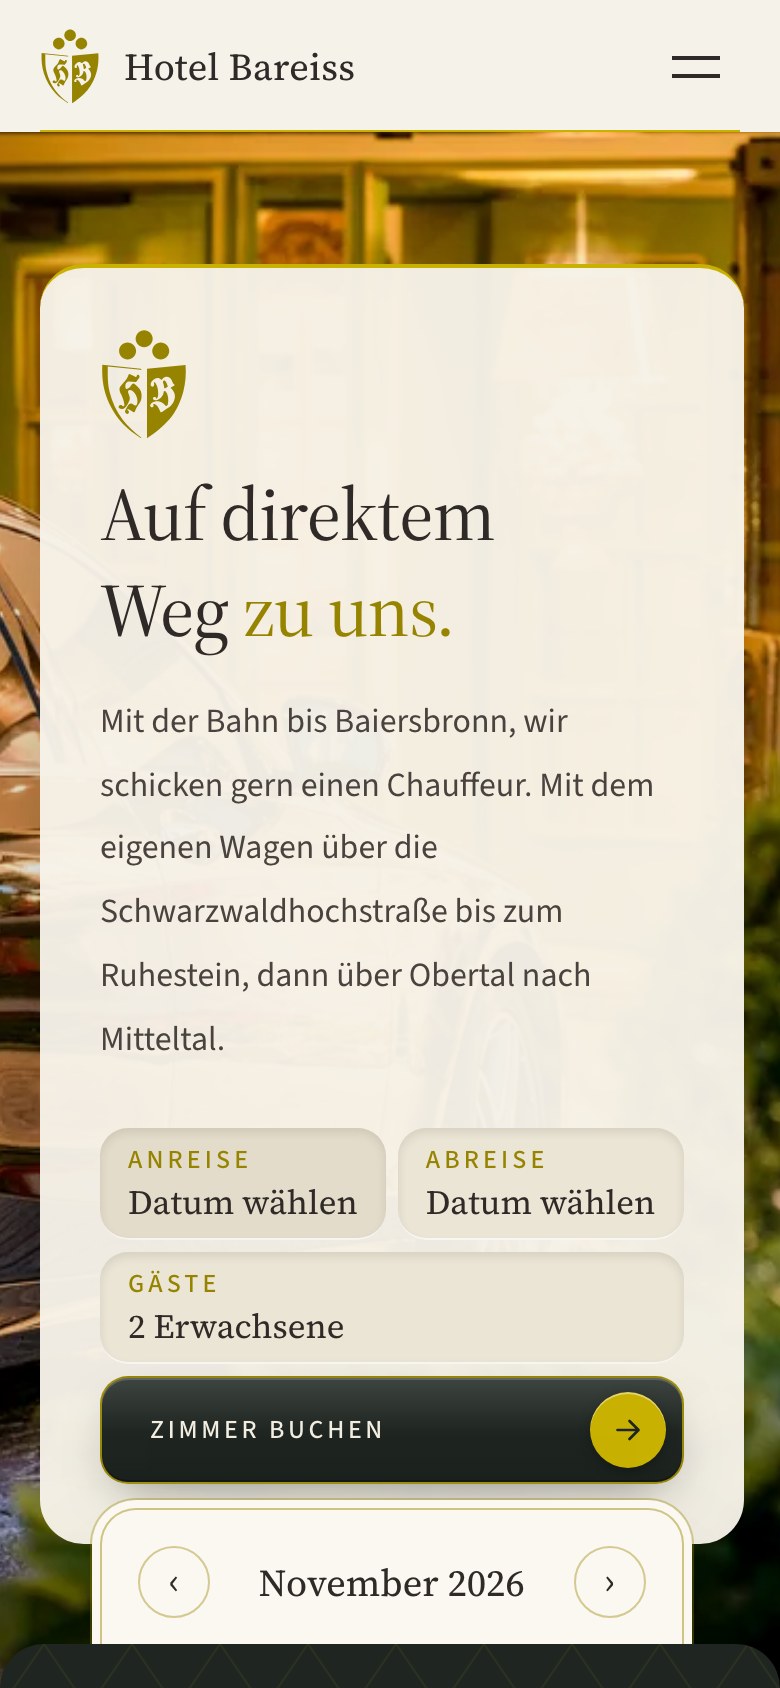 HB Hotel Bareiss
HB
Auf direktem
Weg zu uns.
Mit der Bahn bis Baiersbronn, wir
schicken gern einen Chauffeur. Mit dem
eigenen Wagen über die
Schwarzwaldhochstraße bis zum
Ruhestein, dann über Obertal nach
Mitteltal.
ANREISE ABREISE
Datum wählen Datum wählen
GÄSTE
2 Erwachsene
ZIMMER BUCHEN →
‹ November 2026 ›